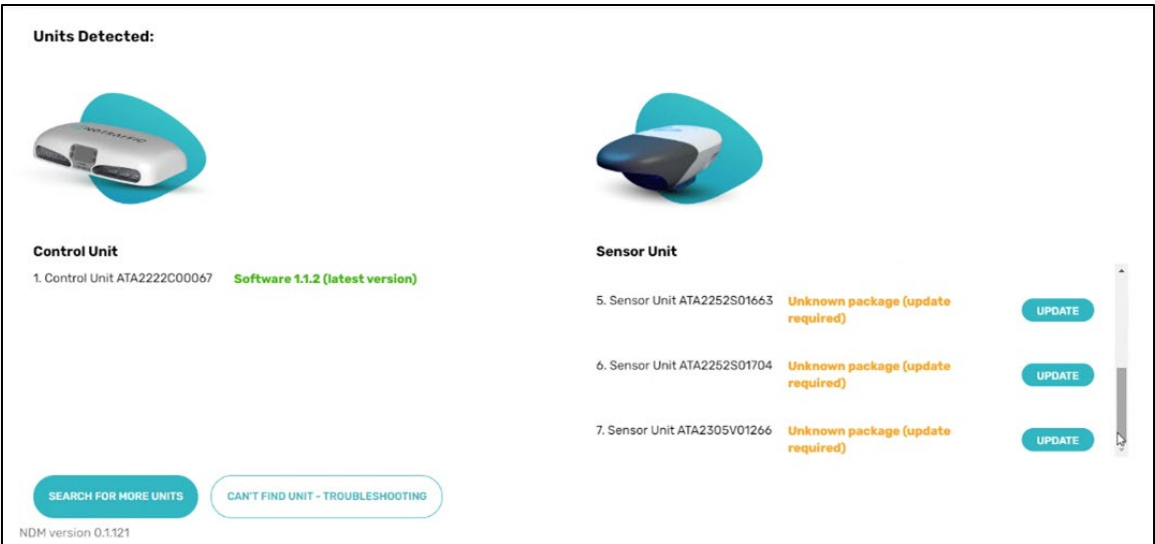 Units Detected:
NOTRAFFIC
Control Unit
1. Control Unit ATA2222C00067 Software 1.1.2 (latest version)
Sensor Unit
5. Sensor Unit ATA2252S01663 Unknown package (update
required)
UPDATE
6. Sensor Unit ATA2252S01704 Unknown package (update
required)
UPDATE
7. Sensor Unit ATA2305V01266 Unknown package (update
required)
UPDATE
SEARCH FOR MORE UNITS
CAN'T FIND UNIT - TROUBLESHOOTING
NDM version 0.1.121